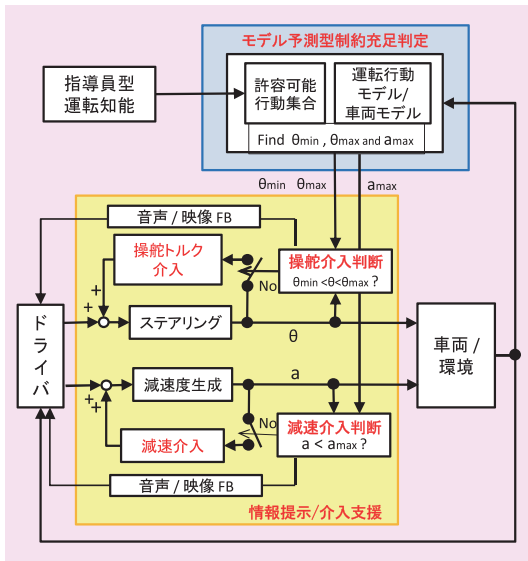 モデル予測型制約充足判定
指導員型
運転知能
許容可能
行動集合
運転行動
モデル/
車両モデル
Find θmin , θmax and amax
θmin θmax
amax
音声 / 映像 FB
操舵トルク
介入
操舵介入判断
θmin <θ<θmax ?
No
+
+
ドライバ
ステアリング
θ
車両 /
環境
a
減速度生成
+
+
No
減速介入判断
a < amax ?
減速介入
音声 / 映像 FB
情報提示/介入支援